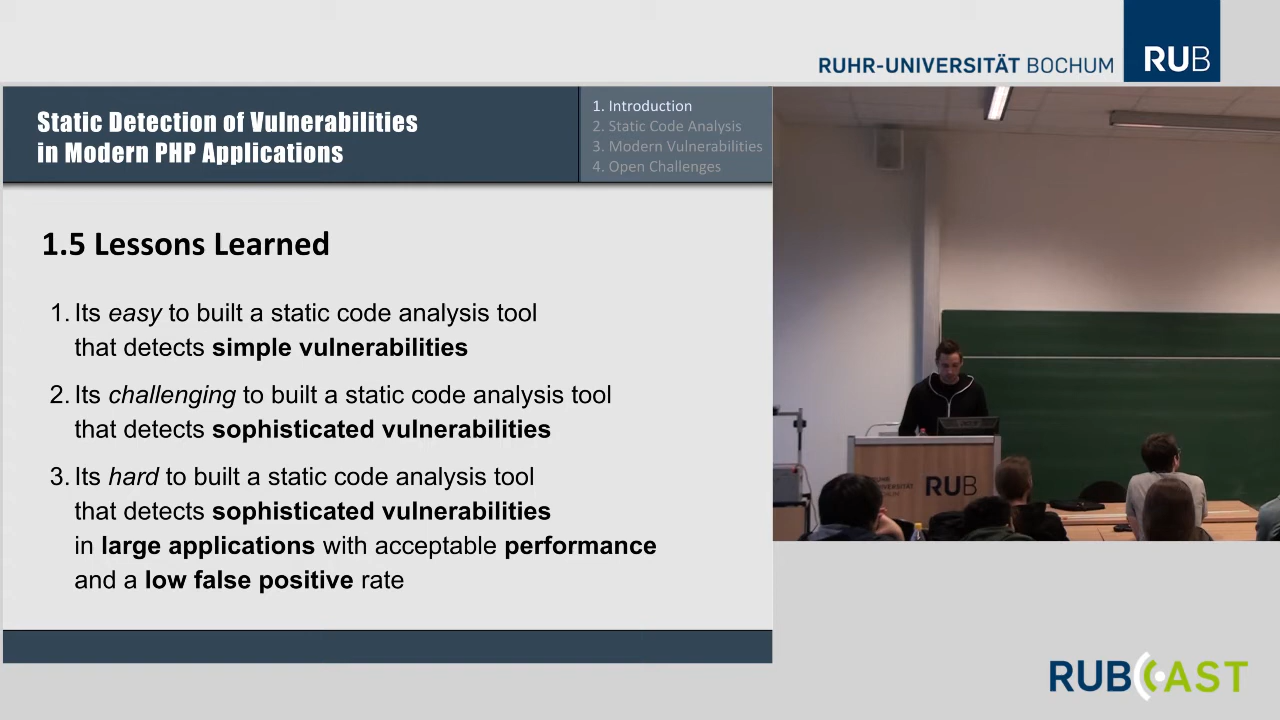 RUHR-UNIVERSITÄT BOCHUM RUB
Static Detection of Vulnerabilities
in Modern PHP Applications
1. Introduction
2. Static Code Analysis
3. Modern Vulnerabilities
4. Open Challenges
1.5 Lessons Learned
1. Its easy to built a static code analysis tool
that detects simple vulnerabilities
2. Its challenging to built a static code analysis tool
that detects sophisticated vulnerabilities
3. Its hard to built a static code analysis tool
that detects sophisticated vulnerabilities
in large applications with acceptable performance
and a low false positive rate
RUB
RUBCAST